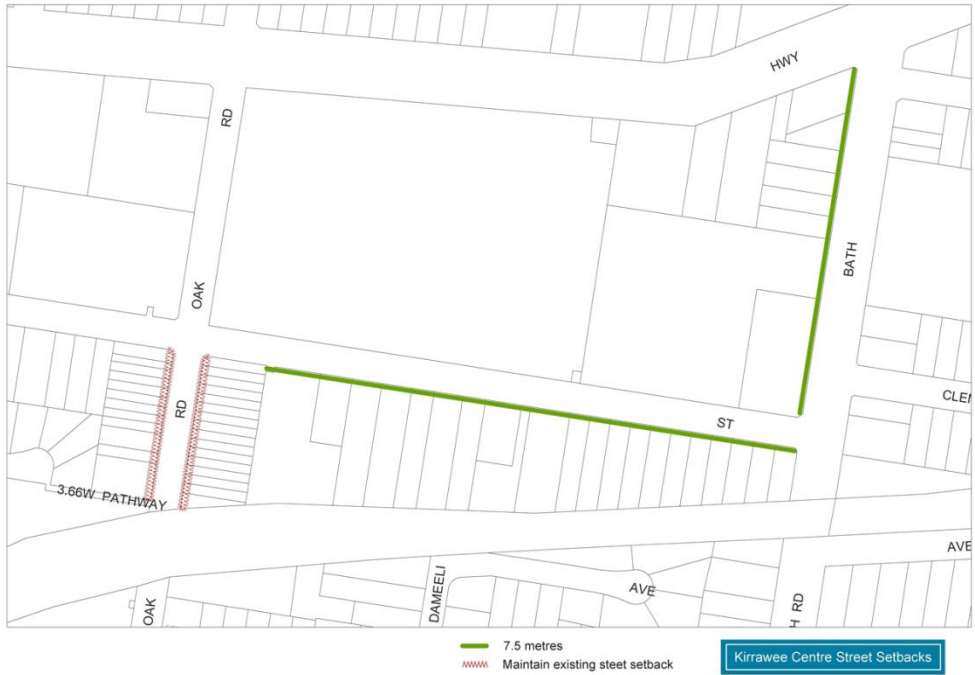 HWY
RD
BATH
OAK
CLEM
RD
ST
3.66W PATHWAY
AVE
DAMEELI
AVE
OAK
H RD
7.5 metres
Maintain existing steet setback
Kirrawee Centre Street Setbacks